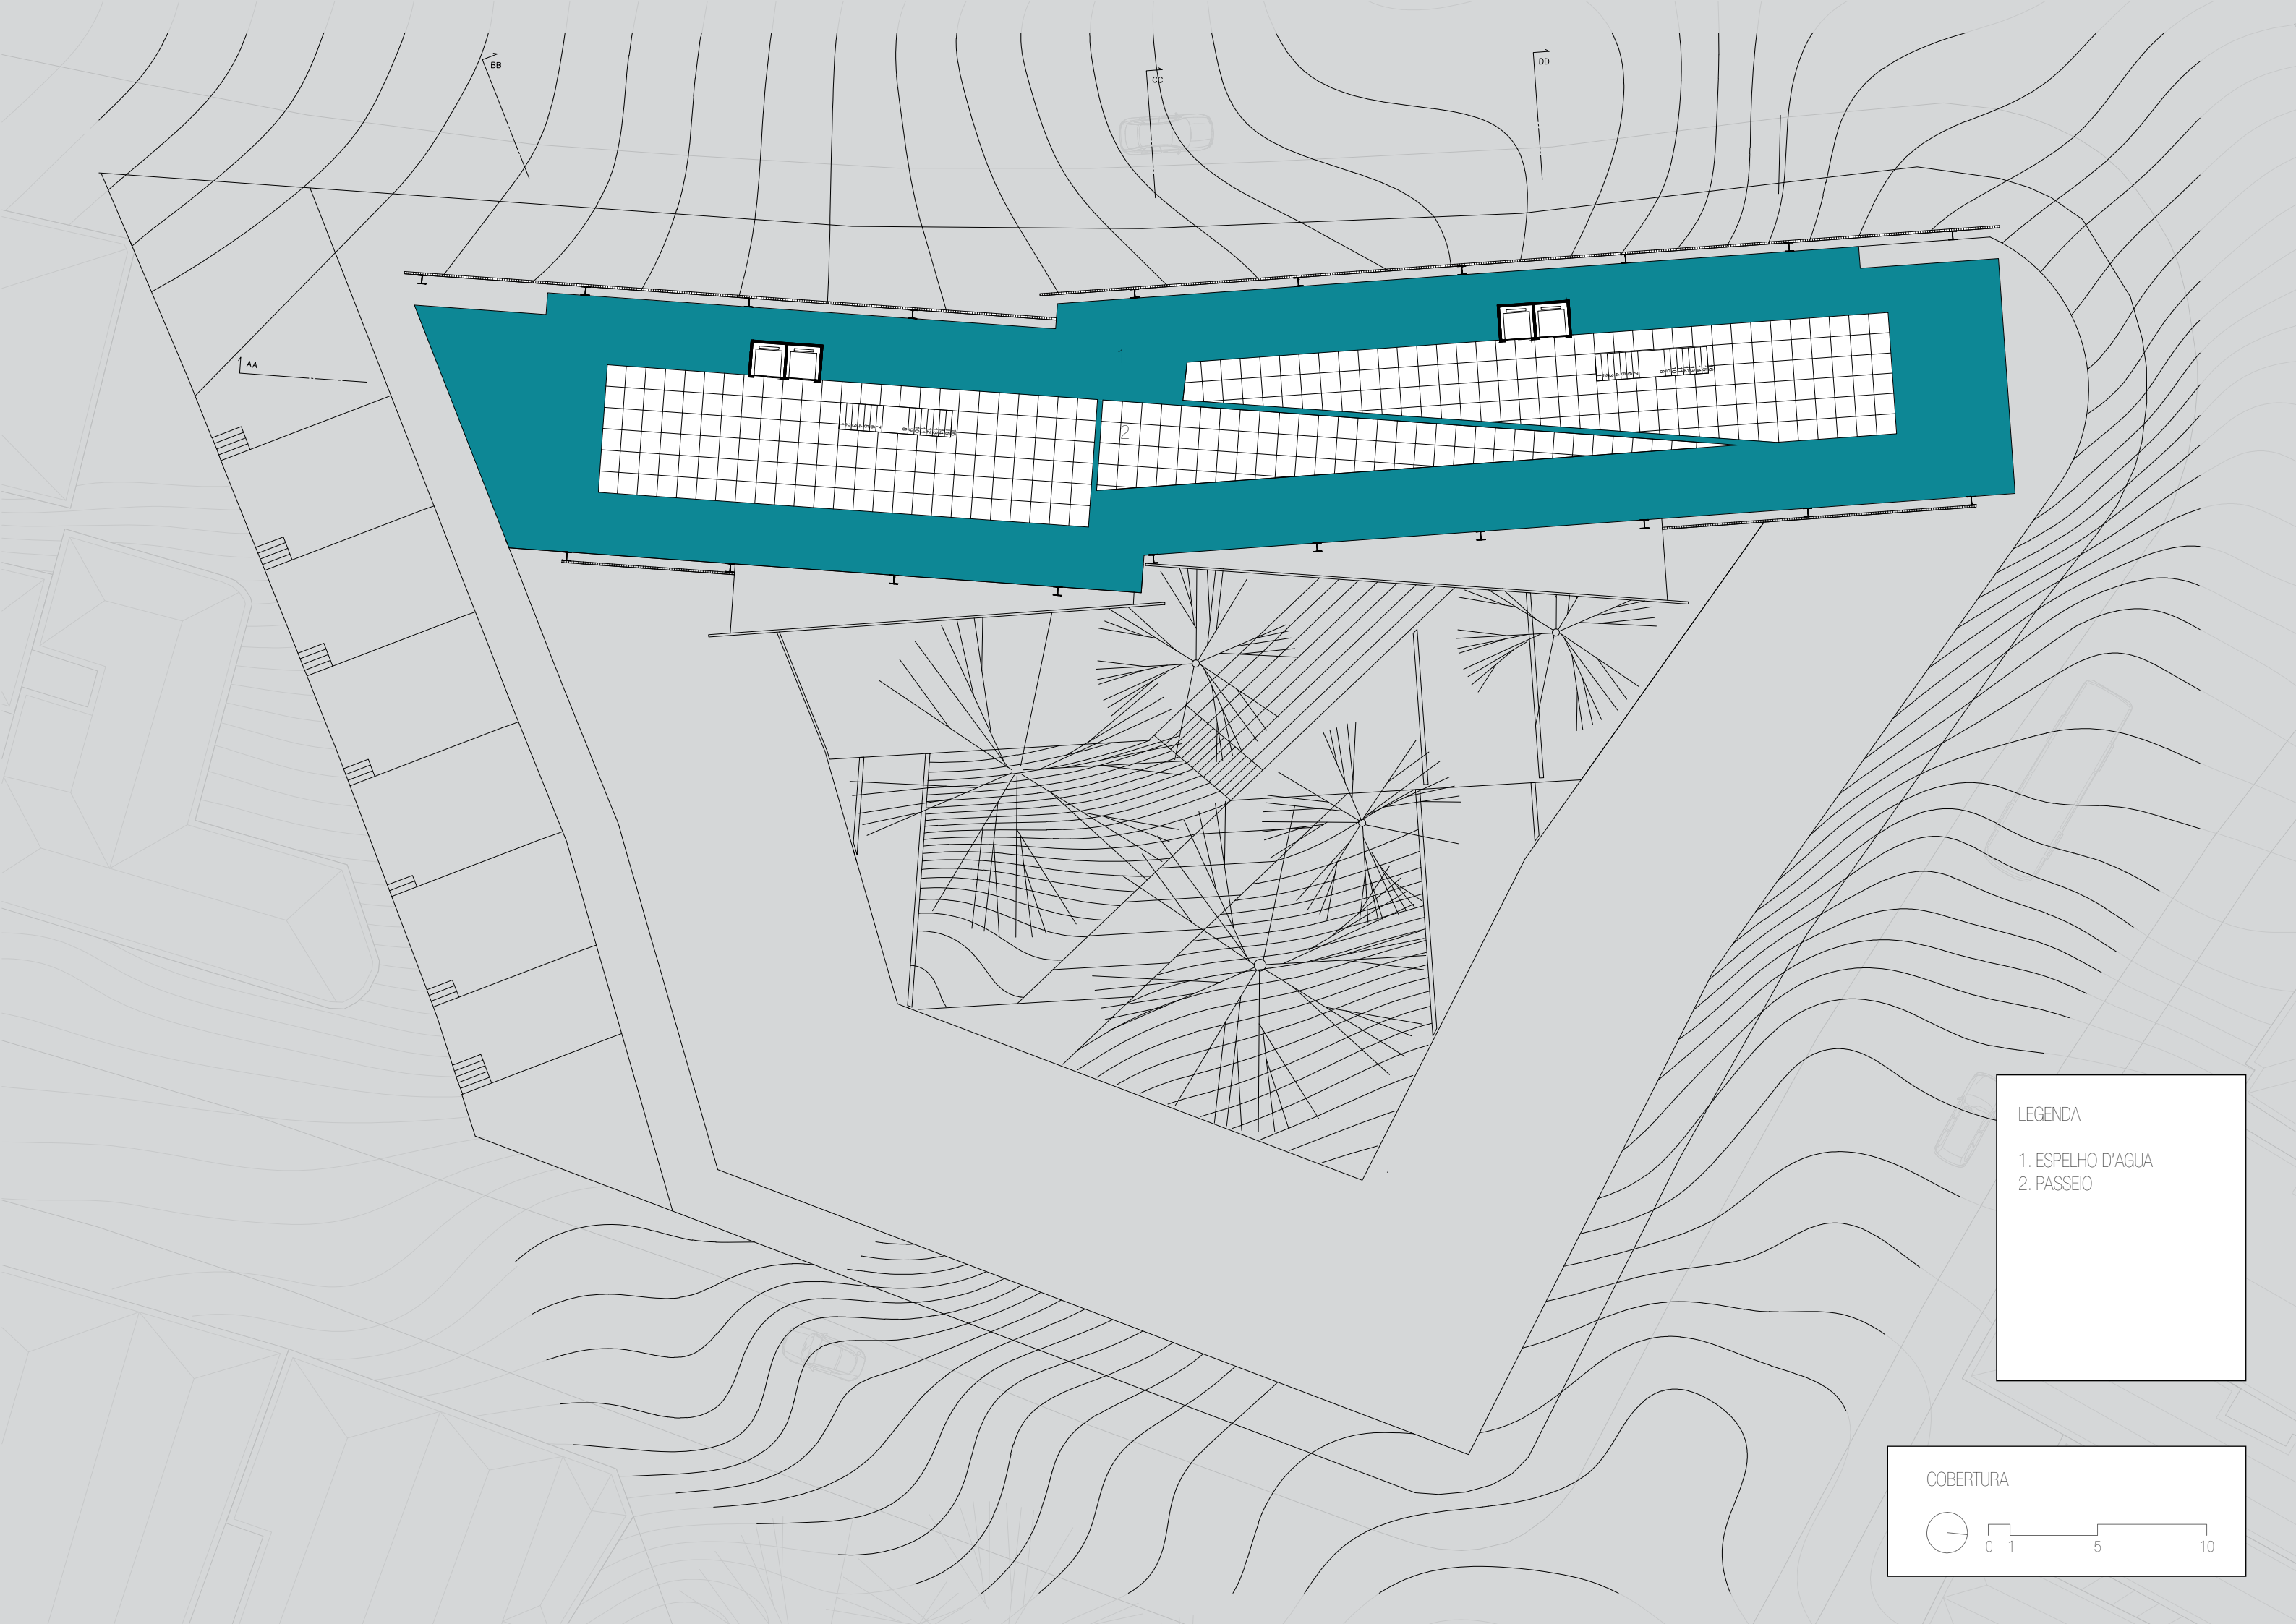 BB
CC
DD
AA
1
2
LEGENDA
1. ESPELHO D'AGUA
2. PASSEIO
COBERTURA
0 1 5 10